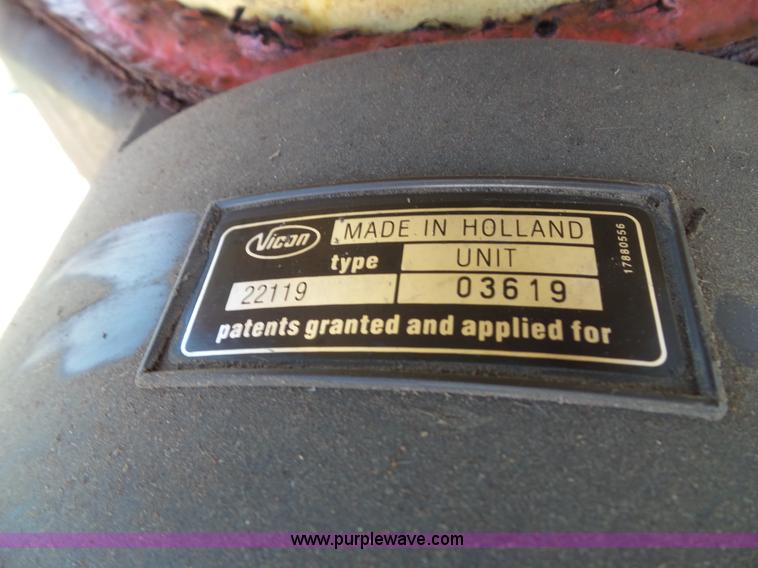 Vicon MADE IN HOLLAND
type UNIT
22119 03619
patents granted and applied for
17880556
www.purplewave.com